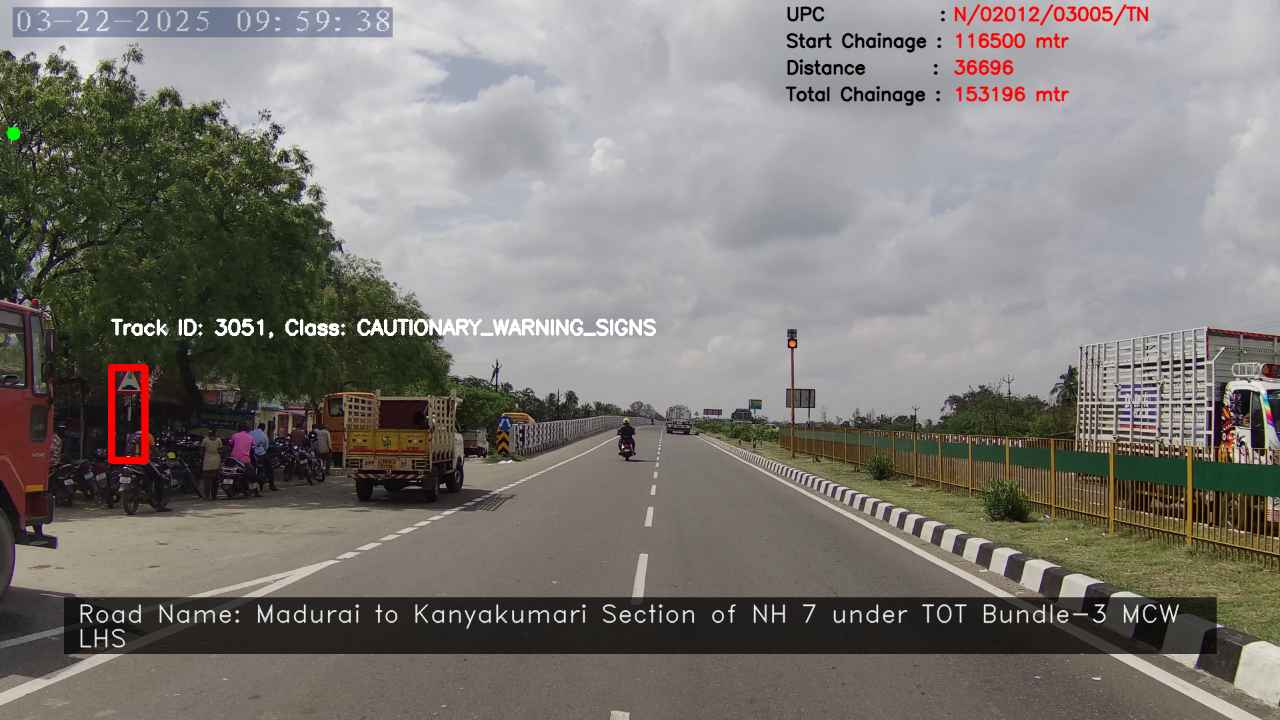 03-22-2025 09:59:38
UPC : N/02012/03005/TN
Start Chainage : 116500 mtr
Distance : 36696
Total Chainage : 153196 mtr
Track ID: 3051, Class: CAUTIONARY_WARNING_SIGNS
Road Name: Madurai to Kanyakumari Section of NH 7 under TOT Bundle-3 MCW
LHS